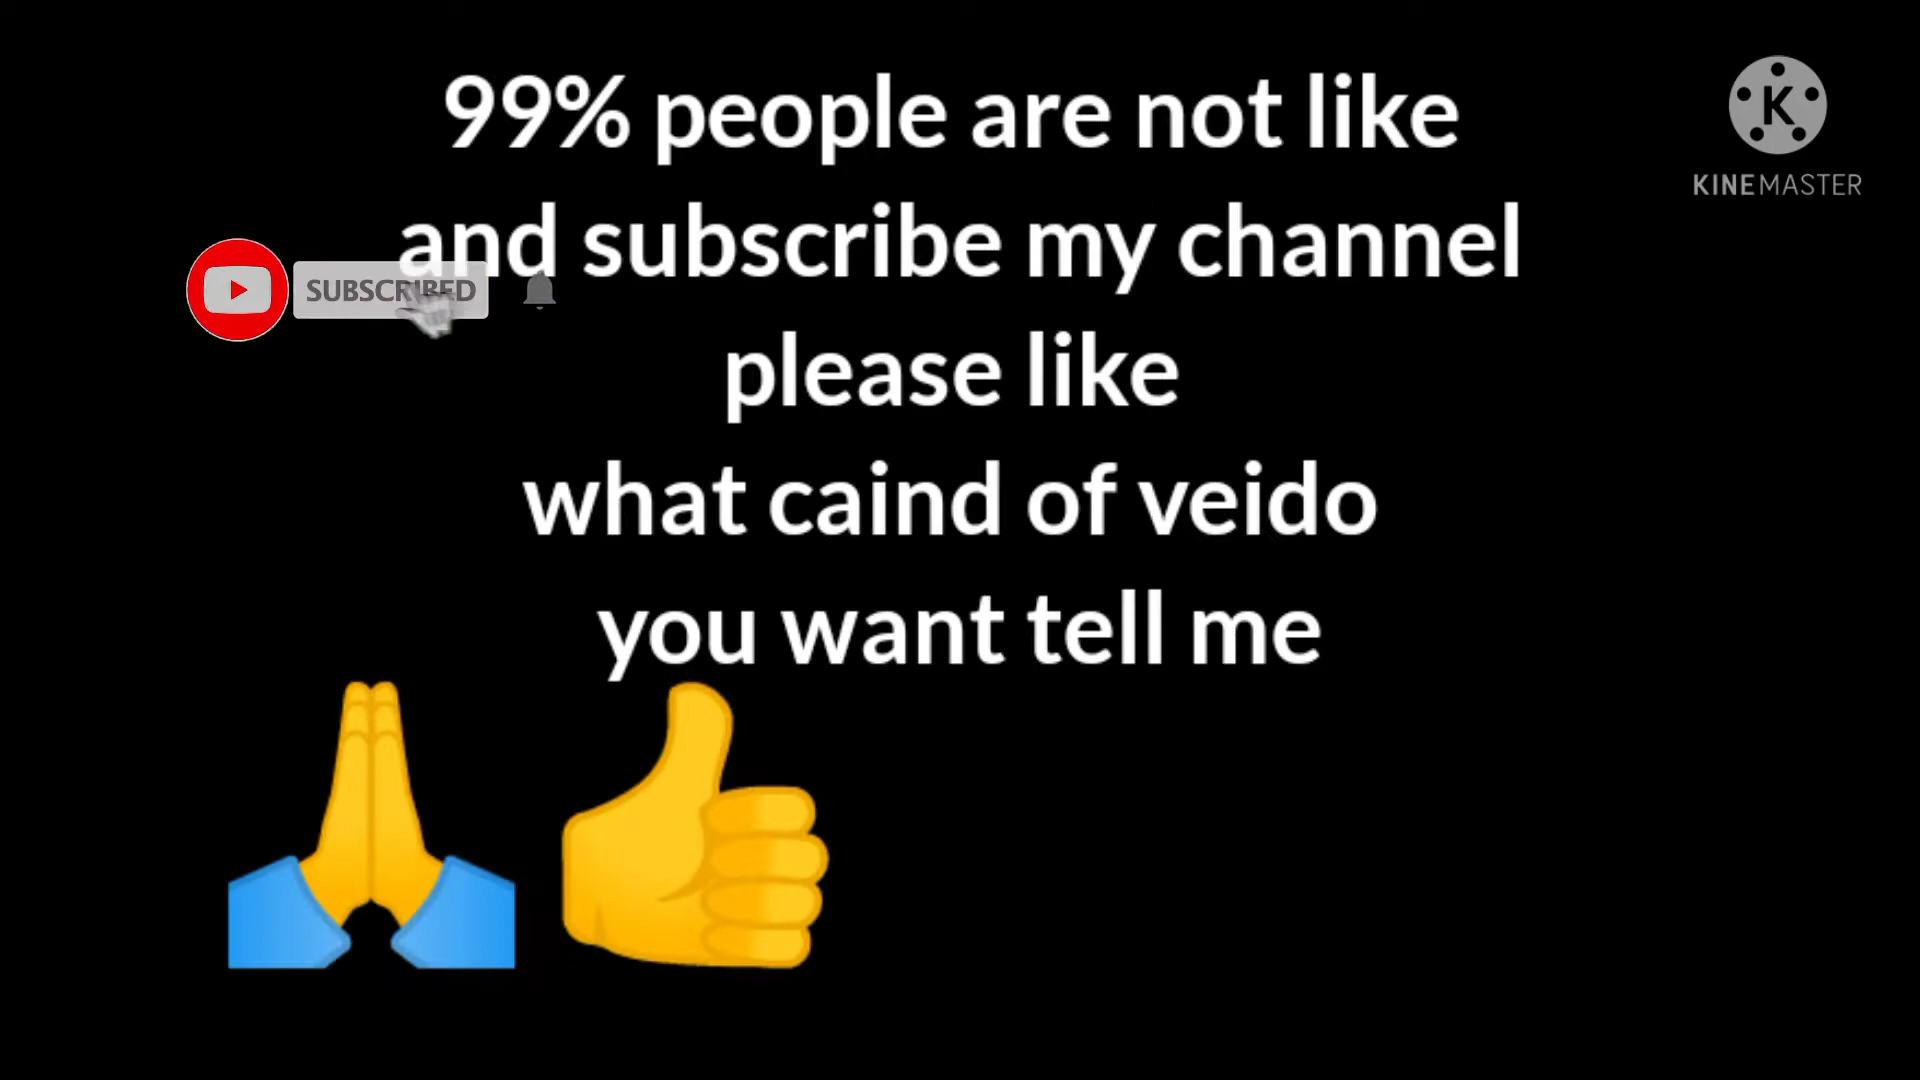 99% people are not like
and subscribe my channel
SUBSCRIBED
please like
what caind of veido
you want tell me
K
KINEMASTER